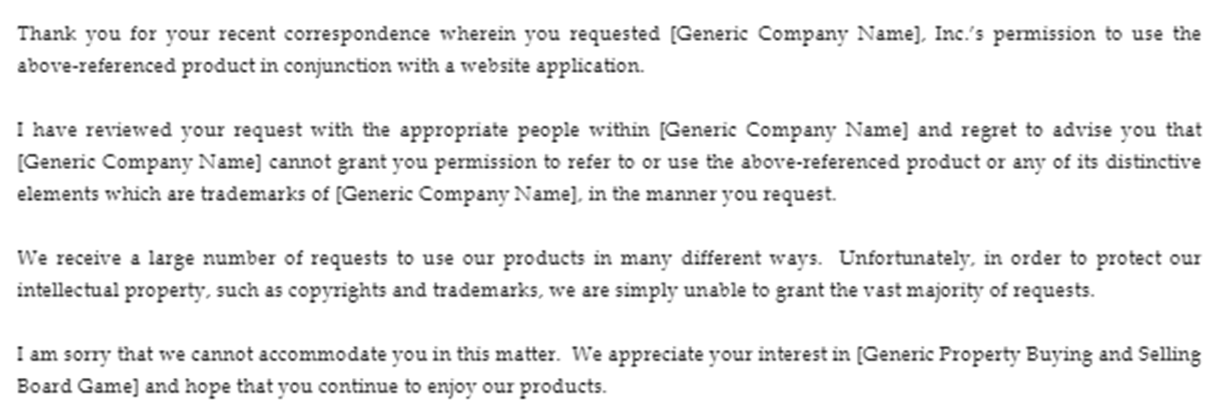 Thank you for your recent correspondence wherein you requested [Generic Company Name], Inc.'s permission to use the
above-referenced product in conjunction with a website application.
I have reviewed your request with the appropriate people within [Generic Company Name] and regret to advise you that
[Generic Company Name] cannot grant you permission to refer to or use the above-referenced product or any of its distinctive
elements which are trademarks of [Generic Company Name], in the manner you request.
We receive a large number of requests to use our products in many different ways.  Unfortunately, in order to protect our
intellectual property, such as copyrights and trademarks, we are simply unable to grant the vast majority of requests.
I am sorry that we cannot accommodate you in this matter.  We appreciate your interest in [Generic Property Buying and Selling
Board Game] and hope that you continue to enjoy our products.